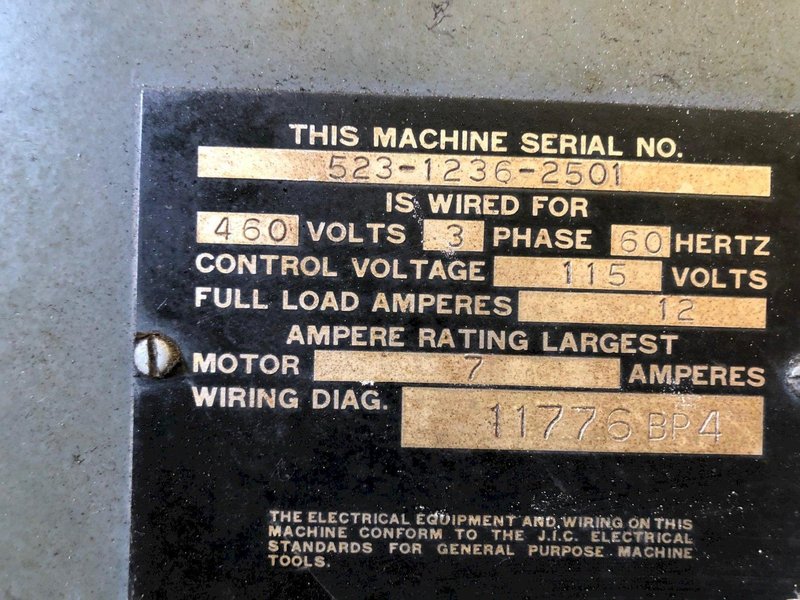 THIS MACHINE SERIAL NO.
523-1236-2501
IS WIRED FOR
460 VOLTS 3 PHASE 60 HERTZ
CONTROL VOLTAGE 115 VOLTS
FULL LOAD AMPERES 12
AMPERE RATING LARGEST
MOTOR 7 AMPERES
WIRING DIAG. 11776 BP4
THE ELECTRICAL EQUIPMENT AND WIRING ON THIS
MACHINE CONFORM TO THE J.I.C. ELECTRICAL
STANDARDS FOR GENERAL PURPOSE MACHINE
TOOLS.